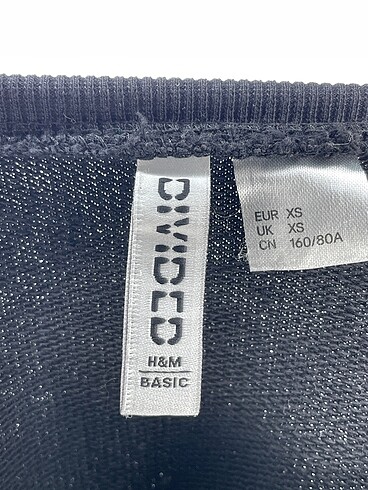 DIVIDED
H&M
BASIC
EUR XS
UK XS
CN 160/80A